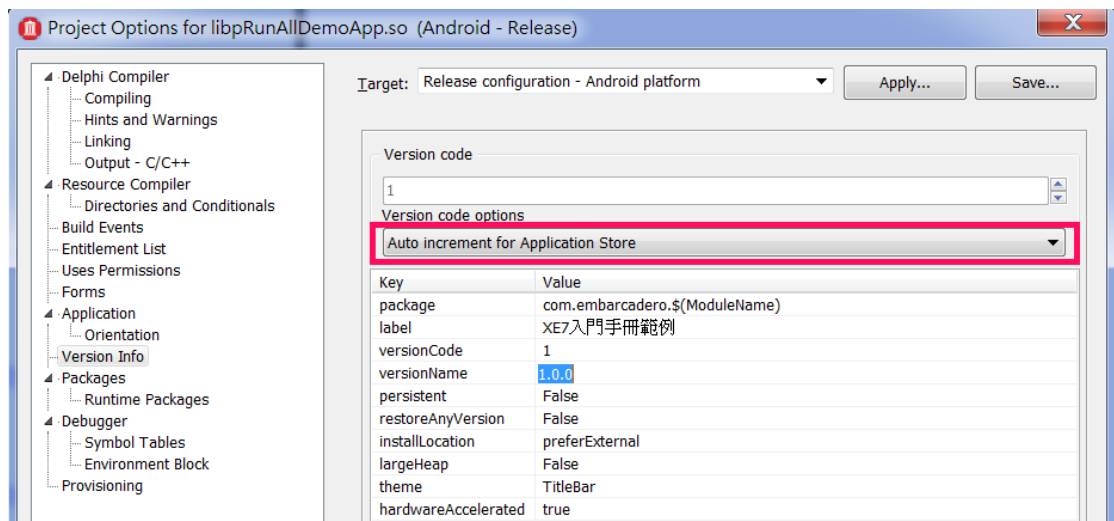 Project Options for libpRunAllDemoApp.so (Android - Release)
Delphi Compiler
Compiling
Hints and Warnings
Linking
Output - C/C++
Resource Compiler
Directories and Conditionals
Build Events
Entitlement List
Uses Permissions
Forms
Application
Orientation
Version Info
Packages
Runtime Packages
Debugger
Symbol Tables
Environment Block
Provisioning
Target: Release configuration - Android platform Apply... Save...
Version code
1
Version code options
Auto increment for Application Store
Key Value
package com.embarcadero.$(ModuleName)
label XE7入門手冊範例
versionCode 1
versionName 1.0.0
persistent False
restoreAnyVersion False
installLocation preferExternal
largeHeap False
theme TitleBar
hardwareAccelerated true